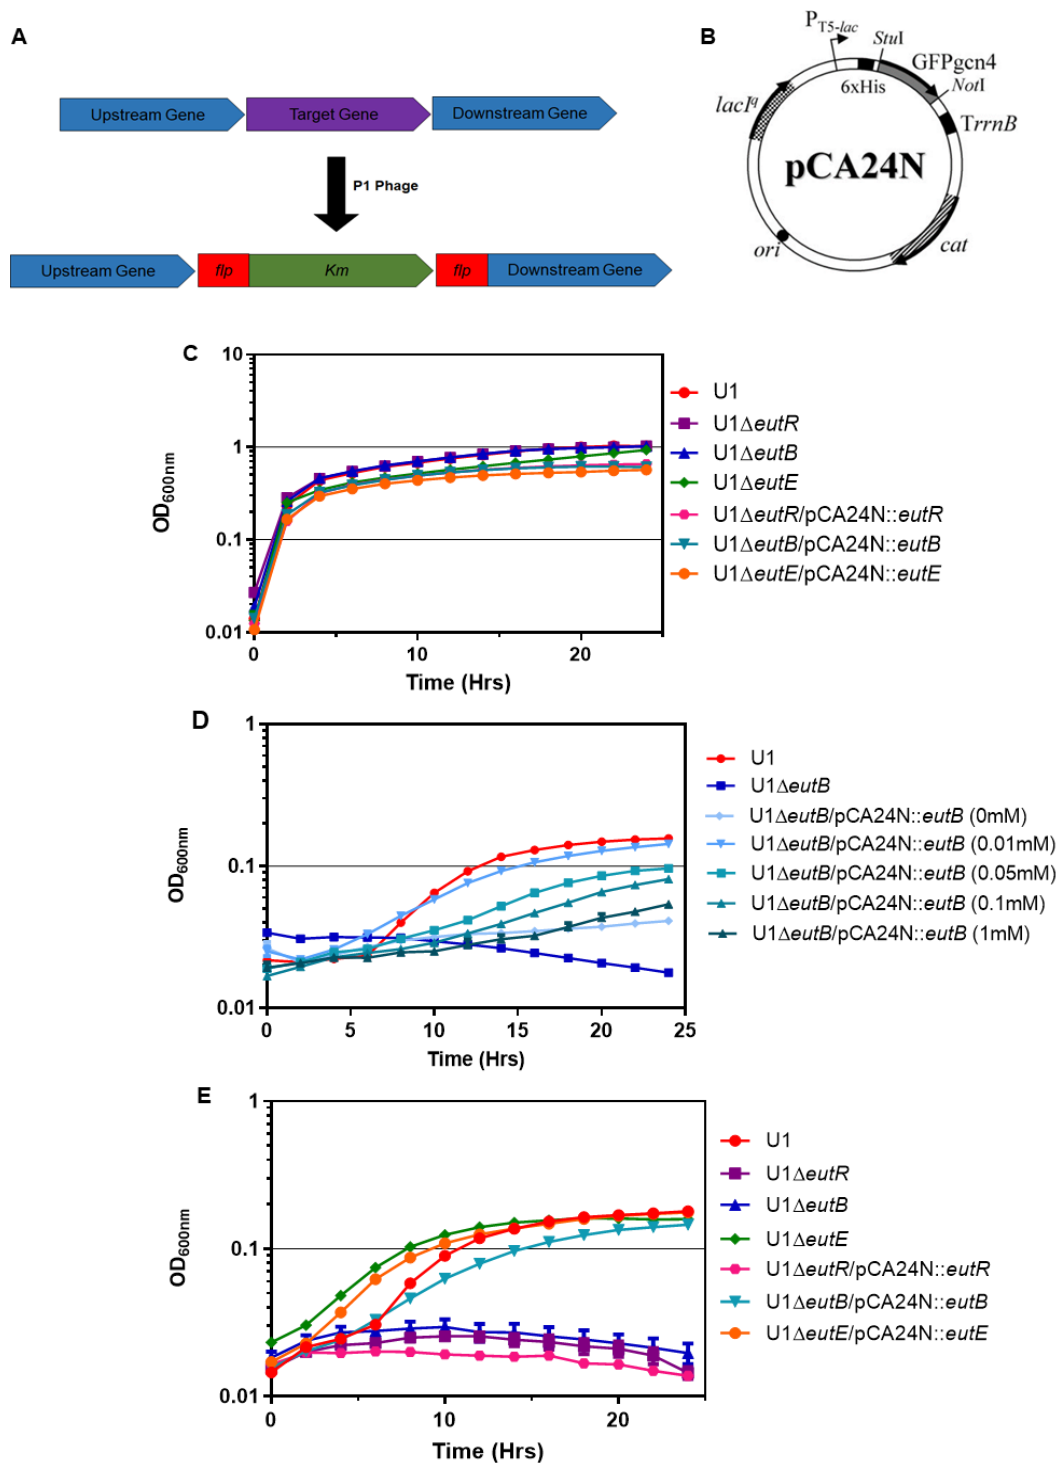 A
Upstream Gene
Target Gene
Downstream Gene
P1 Phage
Upstream Gene
flp
Km
flp
Downstream Gene
B
PT5-lac
StuI
GFPgcn4
NotI
6xHis
lacIq
TrrnB
pCA24N
ori
cat
C
10
1
0.1
0.01
OD600nm
0
10
20
Time (Hrs)
U1
U1ΔeutR
U1ΔeutB
U1ΔeutE
U1ΔeutR/pCA24N::eutR
U1ΔeutB/pCA24N::eutB
U1ΔeutE/pCA24N::eutE
D
1
0.1
0.01
OD600nm
0
5
10
15
20
25
Time (Hrs)
U1
U1ΔeutB
U1ΔeutB/pCA24N::eutB (0mM)
U1ΔeutB/pCA24N::eutB (0.01mM)
U1ΔeutB/pCA24N::eutB (0.05mM)
U1ΔeutB/pCA24N::eutB (0.1mM)
U1ΔeutB/pCA24N::eutB (1mM)
E
1
0.1
0.01
OD600nm
0
10
20
Time (Hrs)
U1
U1ΔeutR
U1ΔeutB
U1ΔeutE
U1ΔeutR/pCA24N::eutR
U1ΔeutB/pCA24N::eutB
U1ΔeutE/pCA24N::eutE